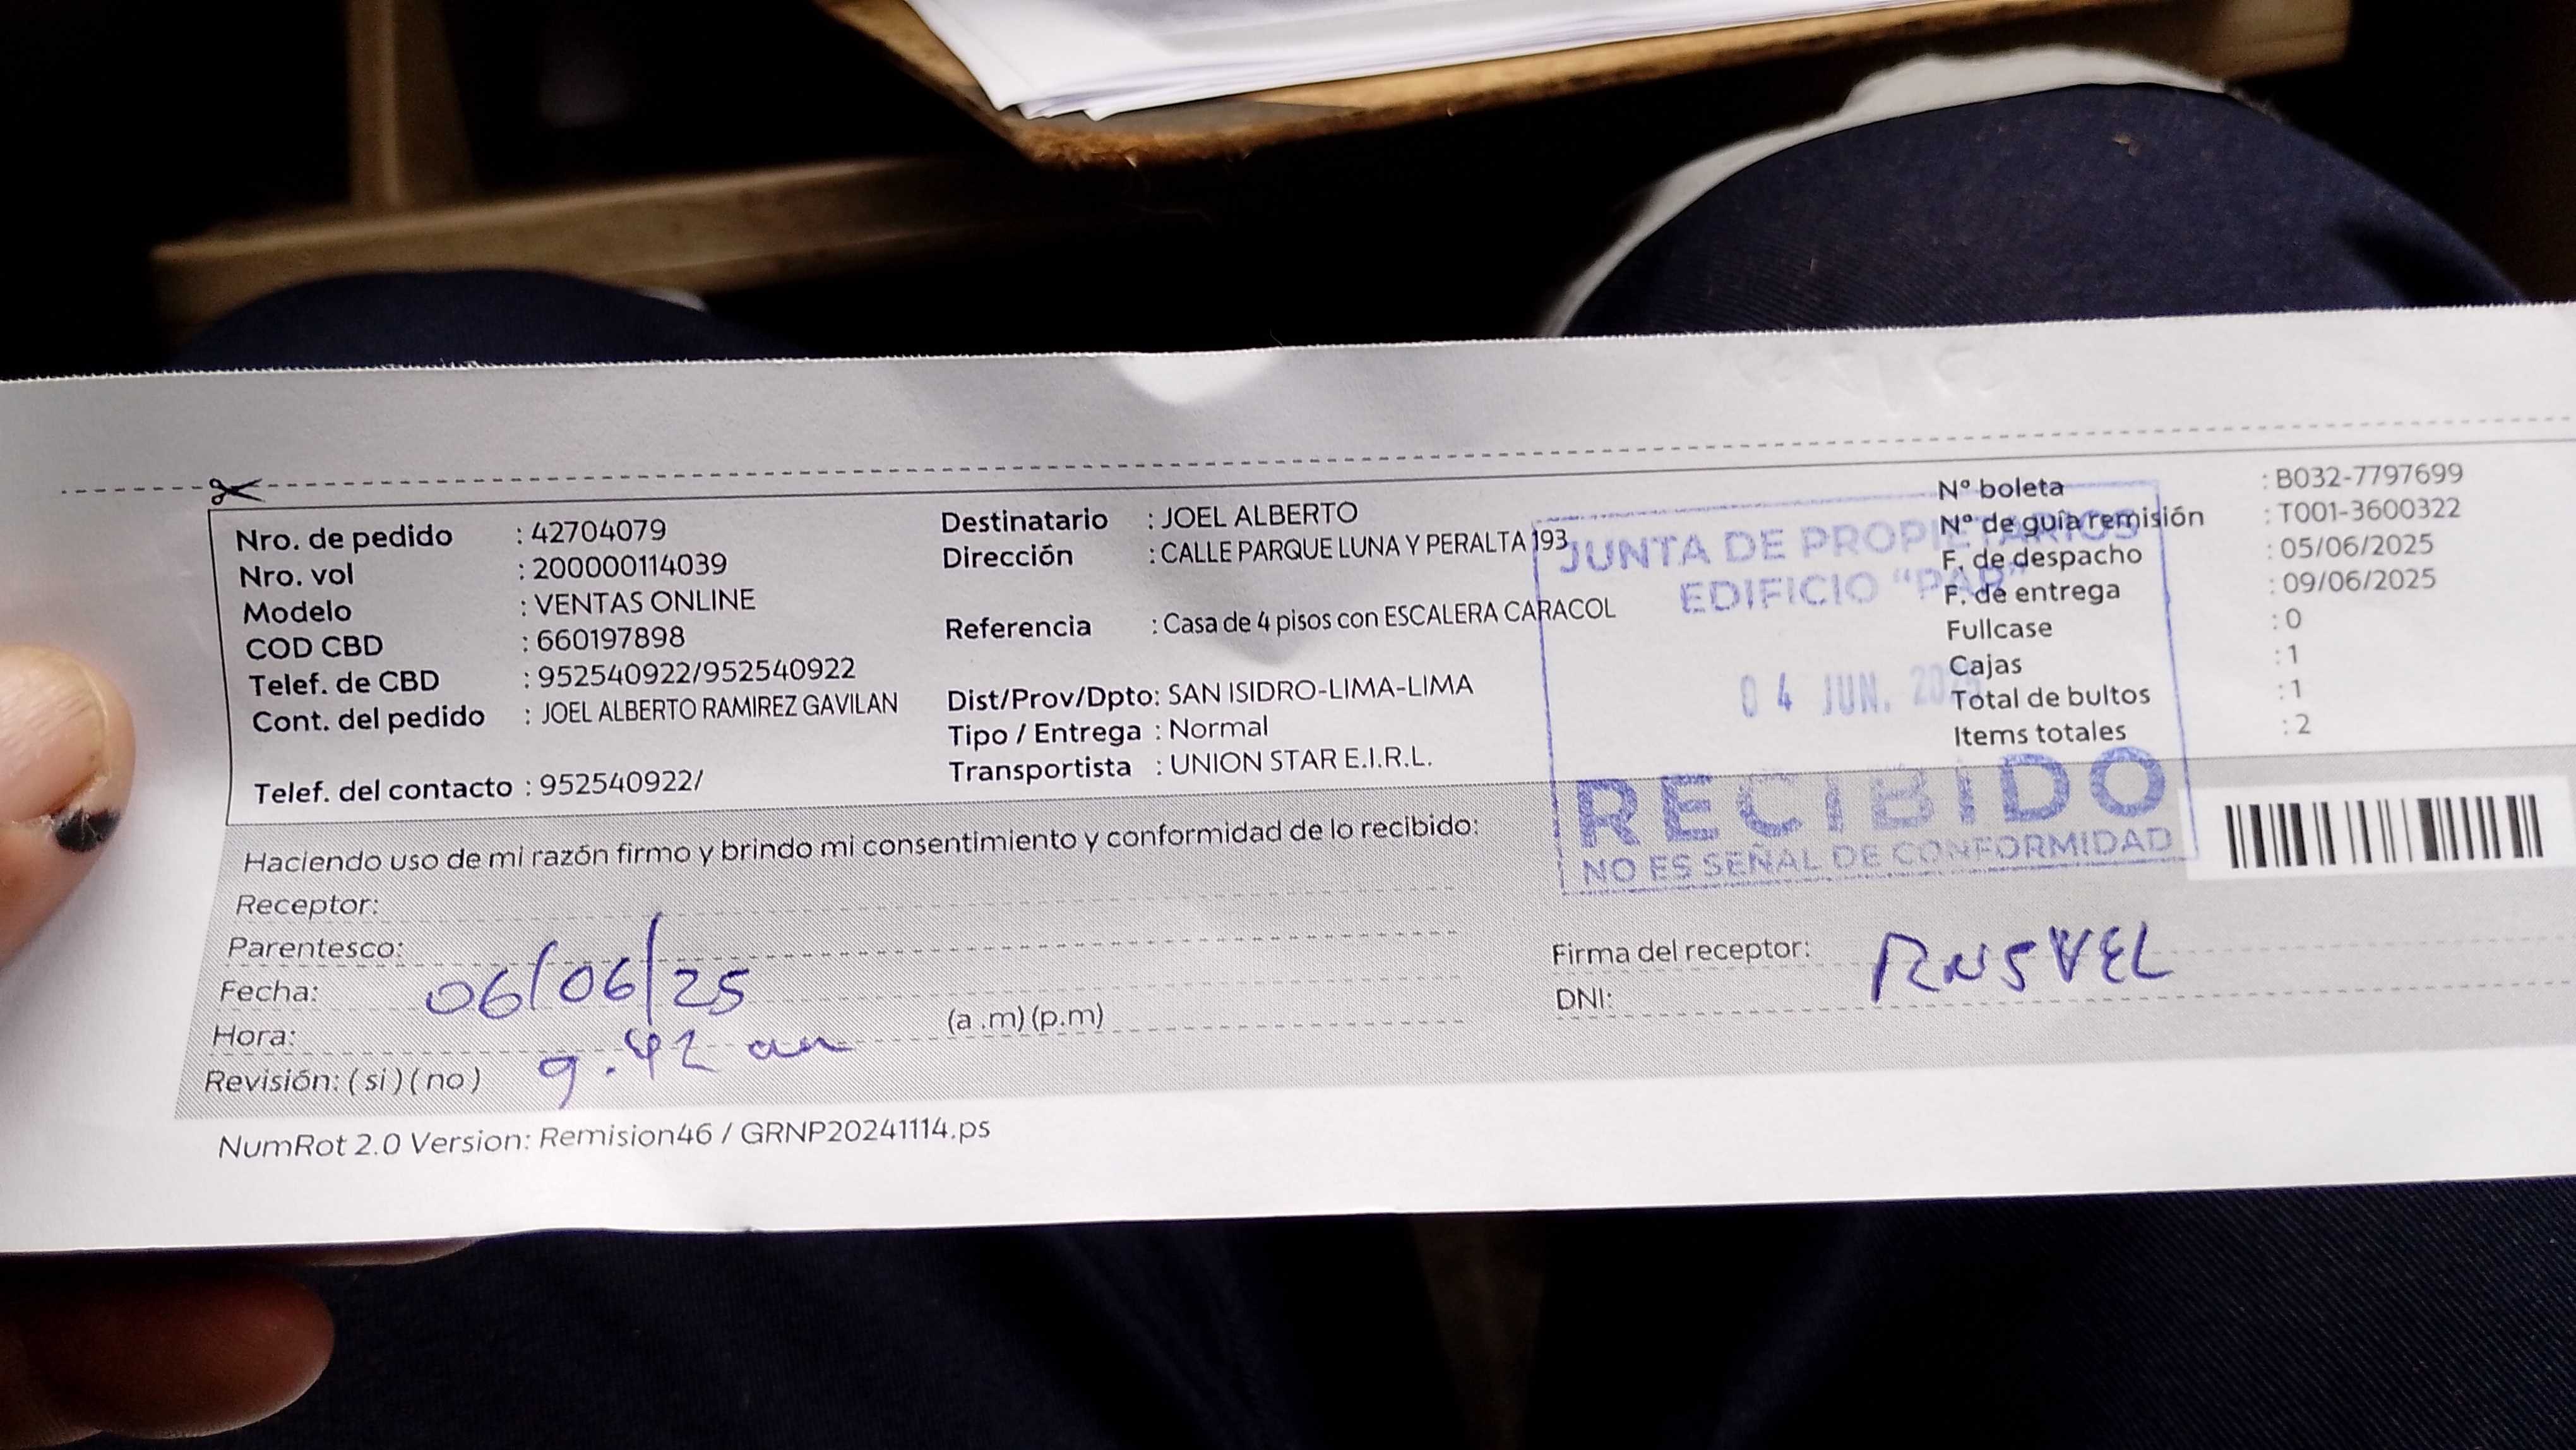 Nro. de pedido : 42704079
Nro. vol : 200000114039
Modelo : VENTAS ONLINE
COD CBD : 660197898
Telef. de CBD : 952540922/952540922
Cont. del pedido : JOEL ALBERTO RAMIREZ GAVILAN
Telef. del contacto : 952540922/
Destinatario : JOEL ALBERTO
Dirección : CALLE PARQUE LUNA Y PERALTA 193
Referencia : Casa de 4 pisos con ESCALERA CARACOL
Dist/Prov/Dpto: SAN ISIDRO-LIMA-LIMA
Tipo / Entrega : Normal
Transportista : UNION STAR E.I.R.L.
N° boleta : B032-7797699
N° de guía remisión : T001-3600322
F. de despacho : 05/06/2025
F. de entrega : 09/06/2025
Fullcase : 0
Cajas : 1
Total de bultos : 1
Items totales : 2
JUNTA DE PROPIETARIOS
EDIFICIO "PAR"
04 JUN.
RECIBIDO
NO ES SEÑAL DE CONFORMIDAD
Haciendo uso de mi razón firmo y brindo mi consentimiento y conformidad de lo recibido:
Receptor:
Parentesco:
Fecha: 06/06/25
Hora: 9.42 am (a .m) (p.m)
Revisión: ( si ) ( no )
Firma del receptor:
DNI:
NumRot 2.0 Version: Remision46 / GRNP20241114.ps